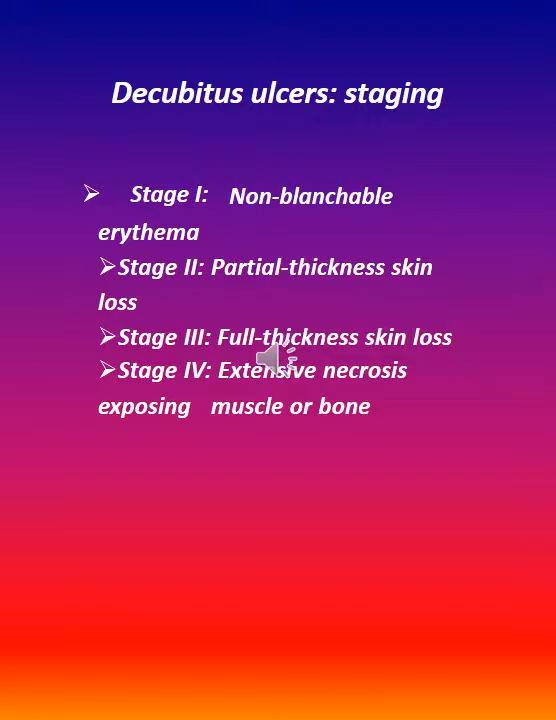 Decubitus ulcers: staging
➢ Stage I: Non-blanchable
erythema
➢Stage II: Partial-thickness skin
loss
➢Stage III: Full-thickness skin loss
➢Stage IV: Extensive necrosis
exposing muscle or bone